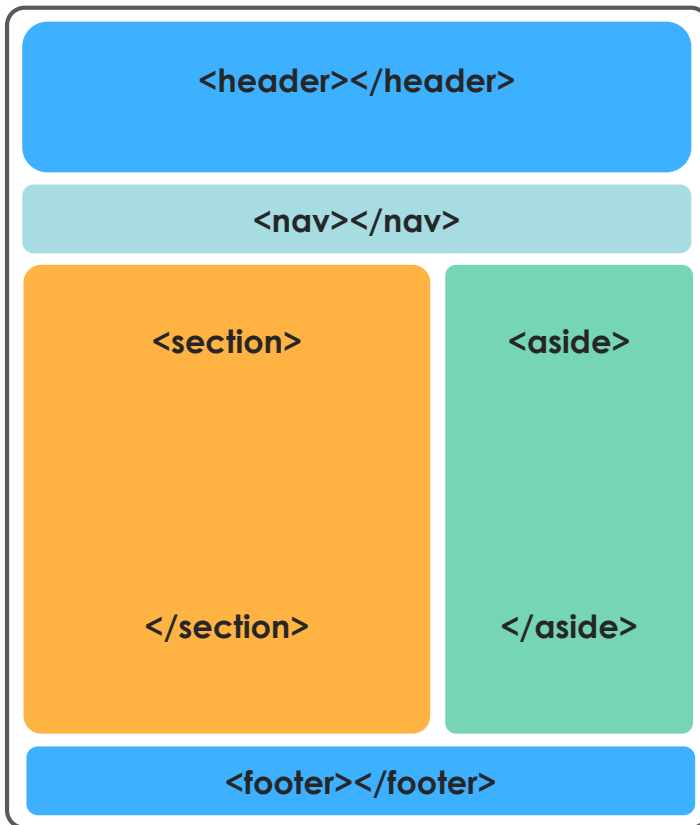 <header></header>
<nav></nav>
<section>
<aside>
</section>
</aside>
<footer></footer>